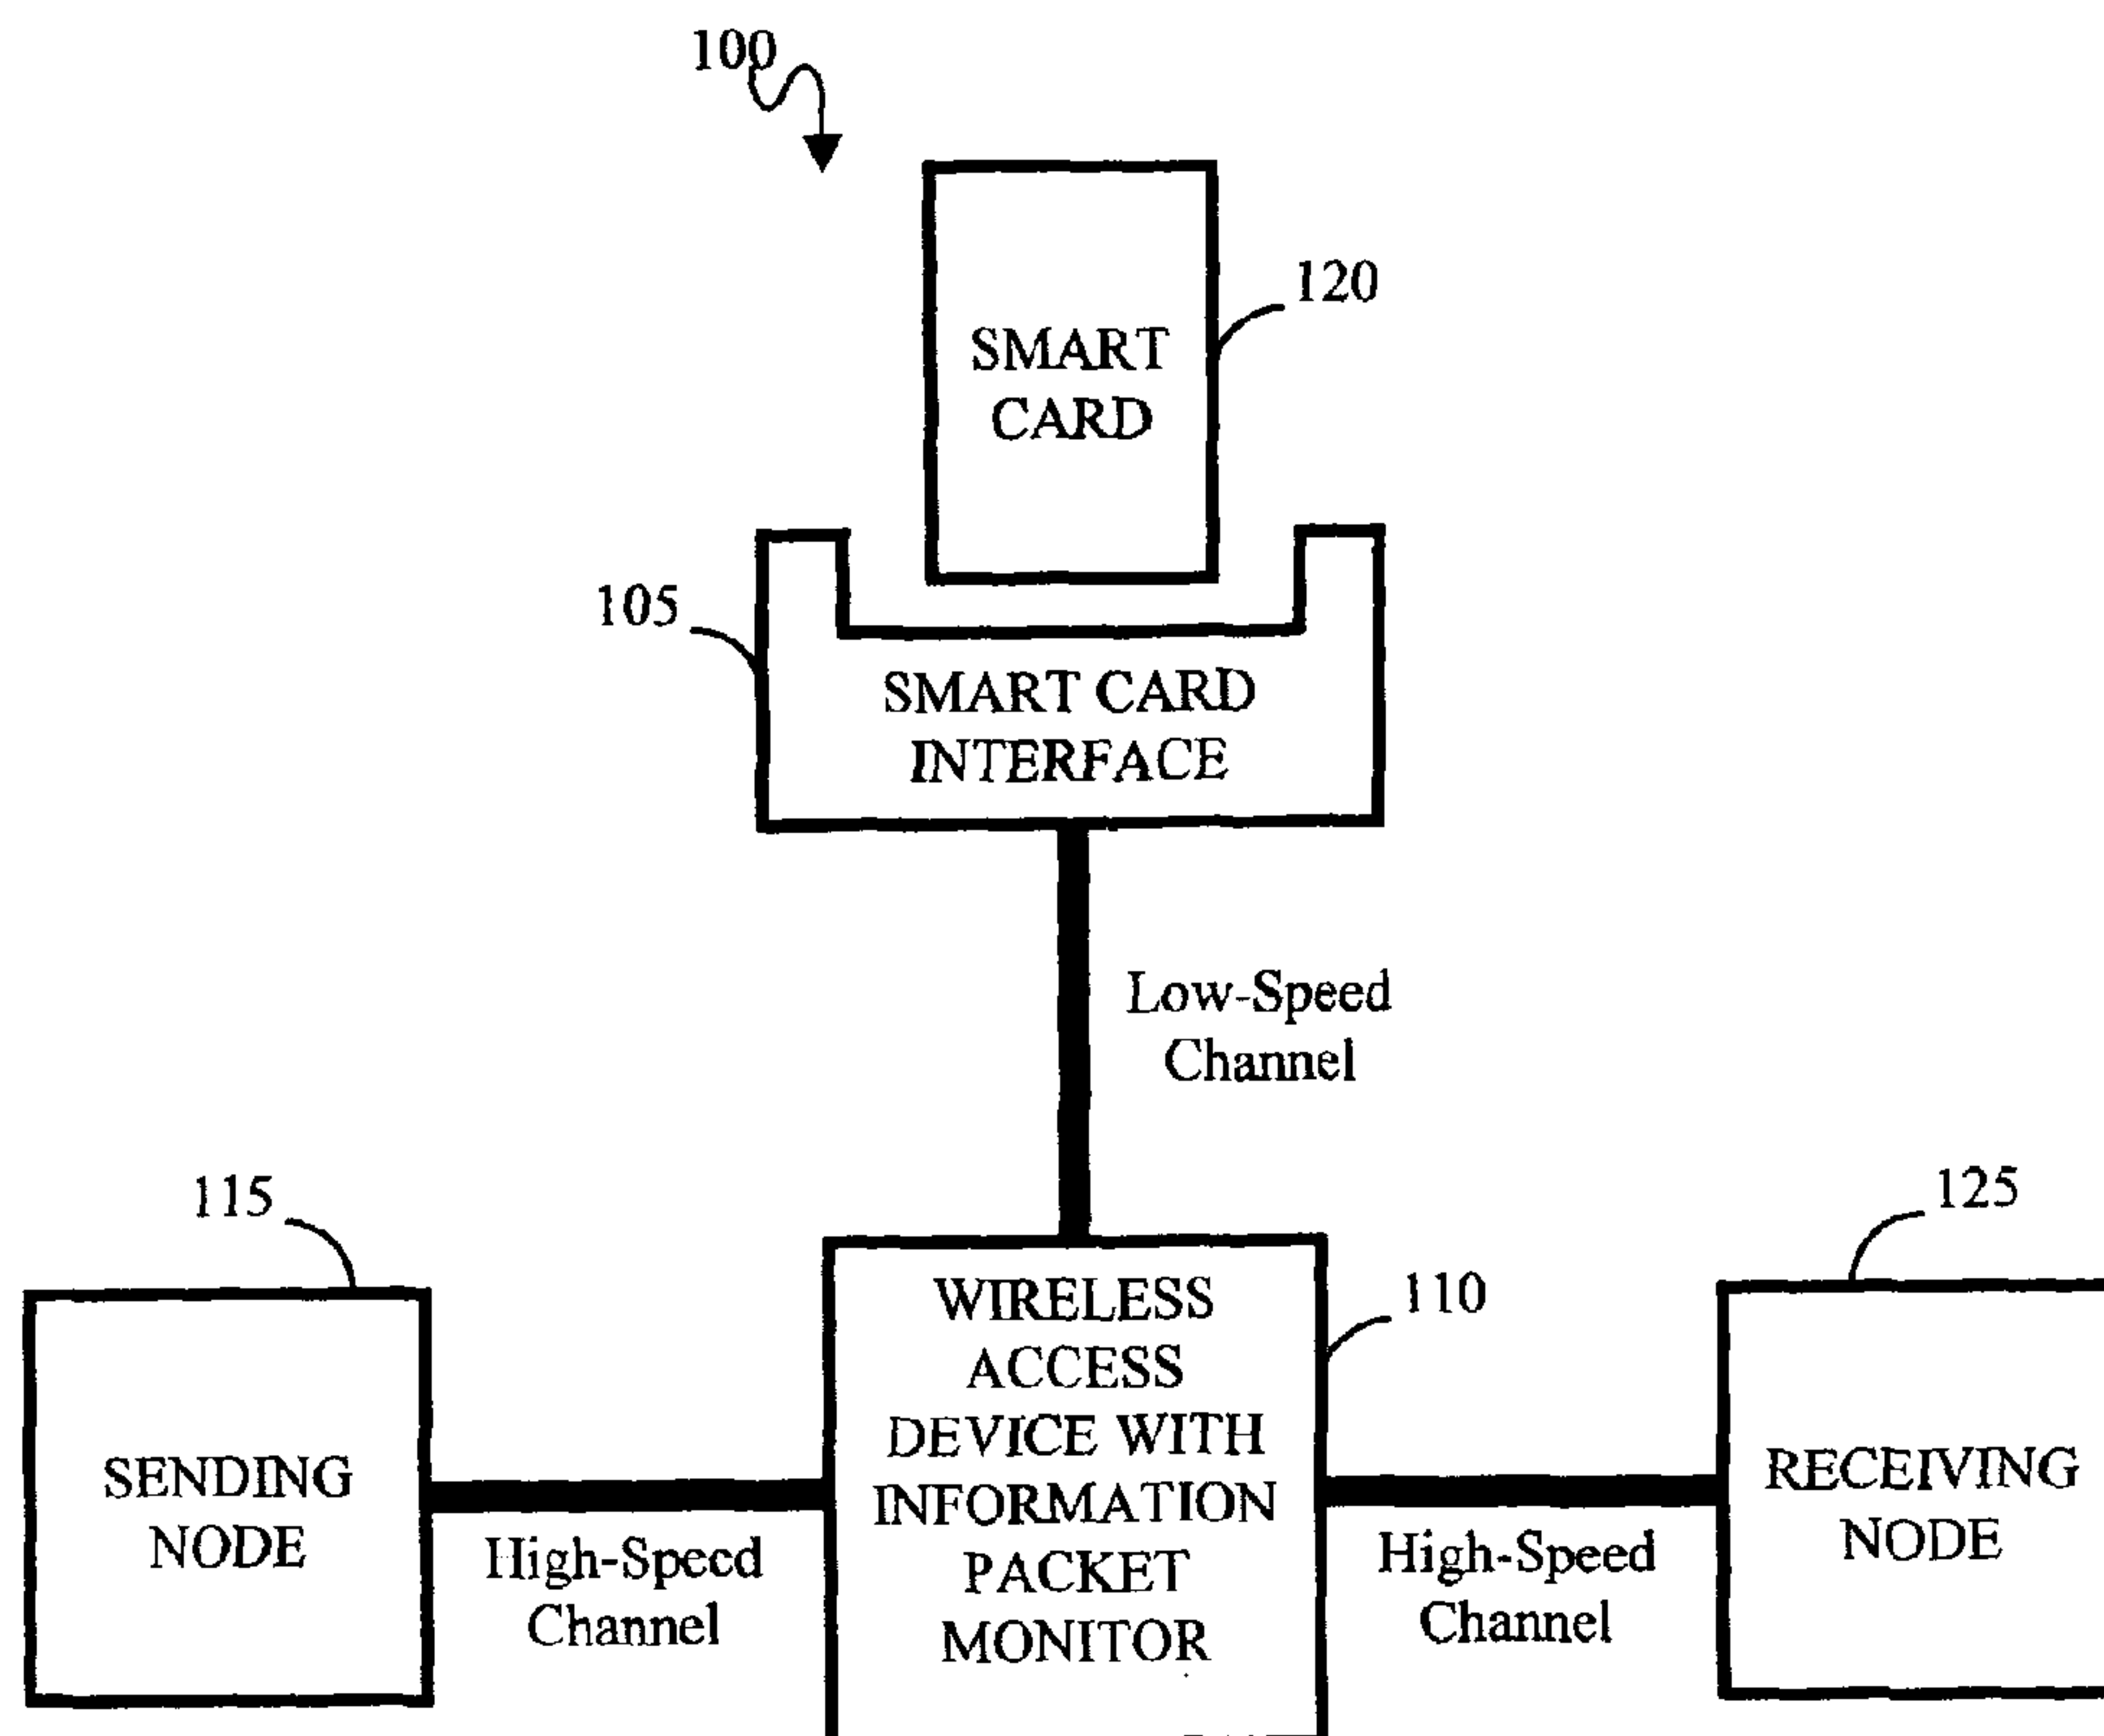 100
120
SMART
CARD
105
SMART CARD
INTERFACE
Low-Speed
Channel
115
125
110
WIRELESS
ACCESS
DEVICE WITH
INFORMATION
PACKET
MONITOR
SENDING
NODE
High-Speed
Channel
High-Speed
Channel
RECEIVING
NODE